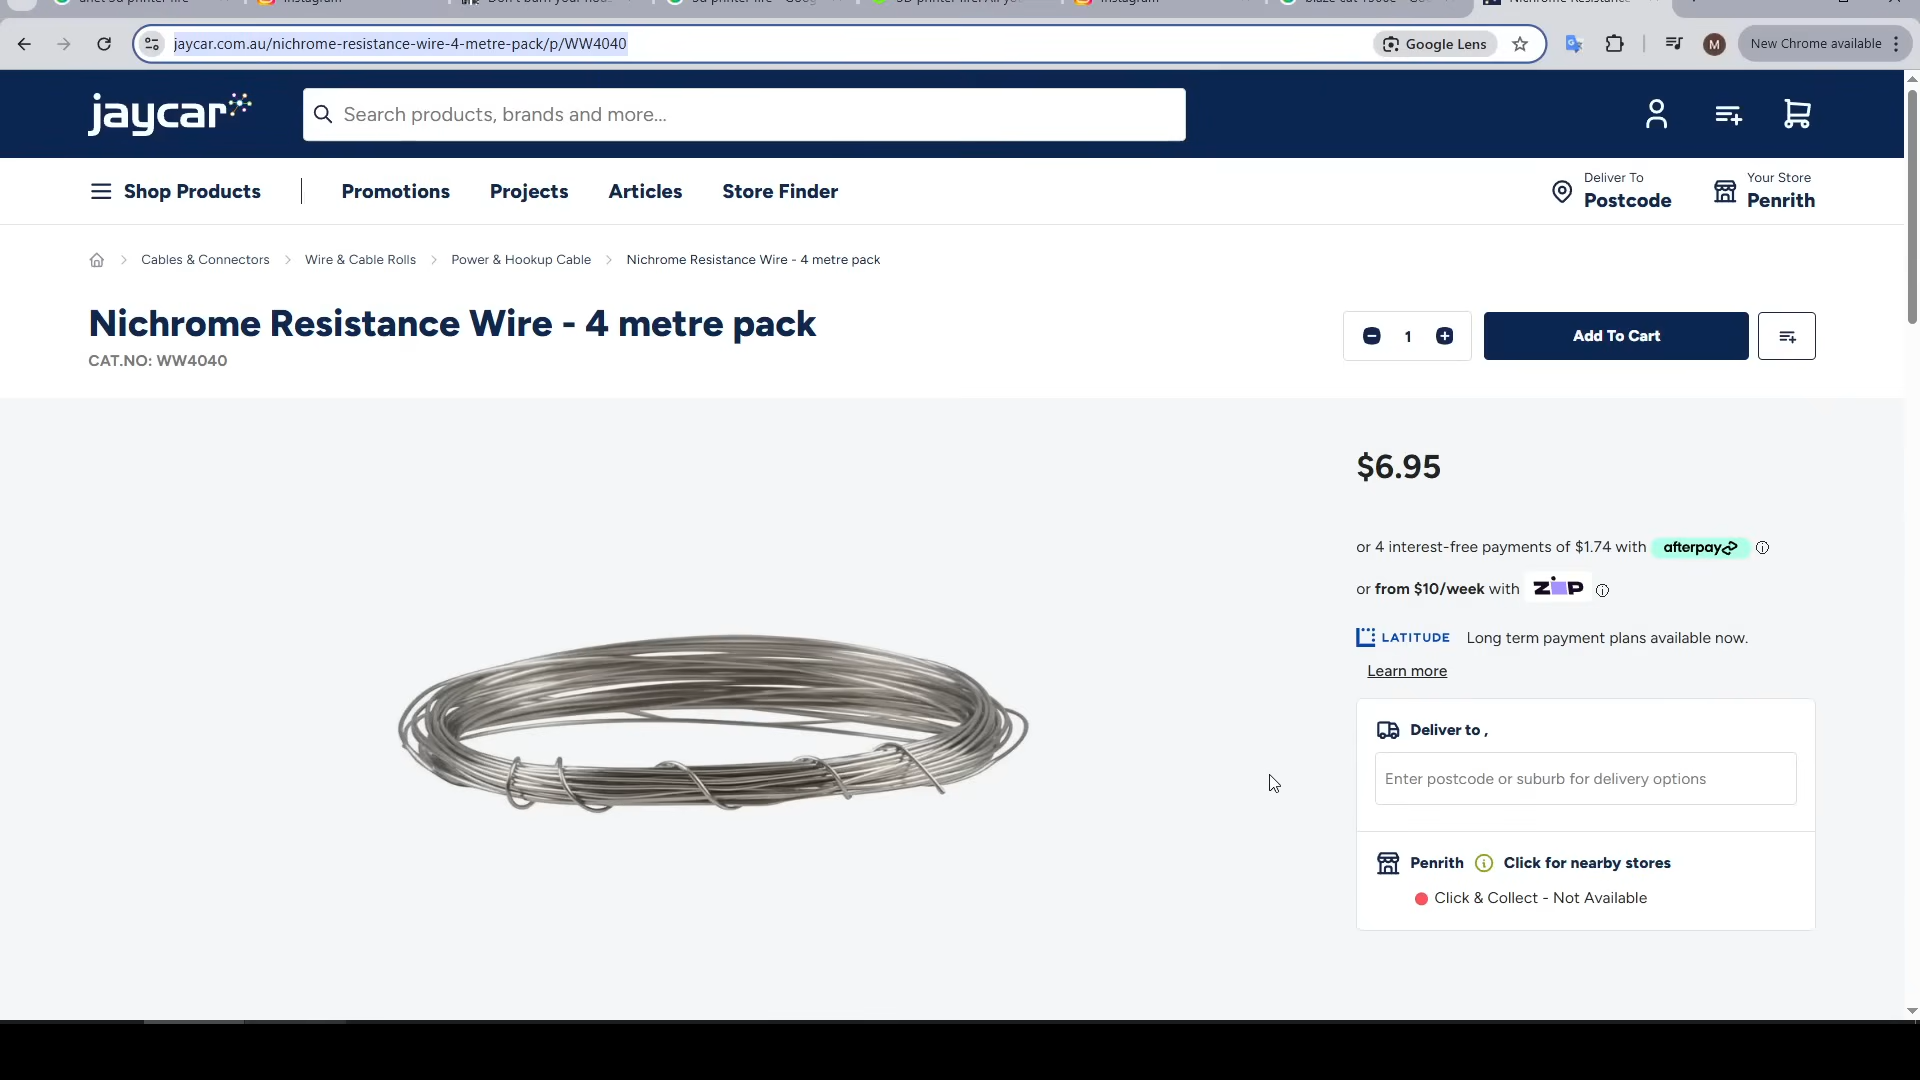 jaycar.com.au/nichrome-resistance-wire-4-metre-pack/p/WW4040
Google Lens
M
New Chrome available
jaycar
Search products, brands and more...
Shop Products
Promotions
Projects
Articles
Store Finder
Deliver To
Postcode
Your Store
Penrith
Cables & Connectors
Wire & Cable Rolls
Power & Hookup Cable
Nichrome Resistance Wire - 4 metre pack
Nichrome Resistance Wire - 4 metre pack
CAT.NO: WW4040
1
Add To Cart
$6.95
or 4 interest-free payments of $1.74 with afterpay
or from $10/week with ZIP
LATITUDE Long term payment plans available now.
Learn more
Deliver to ,
Enter postcode or suburb for delivery options
Penrith
Click for nearby stores
Click & Collect - Not Available